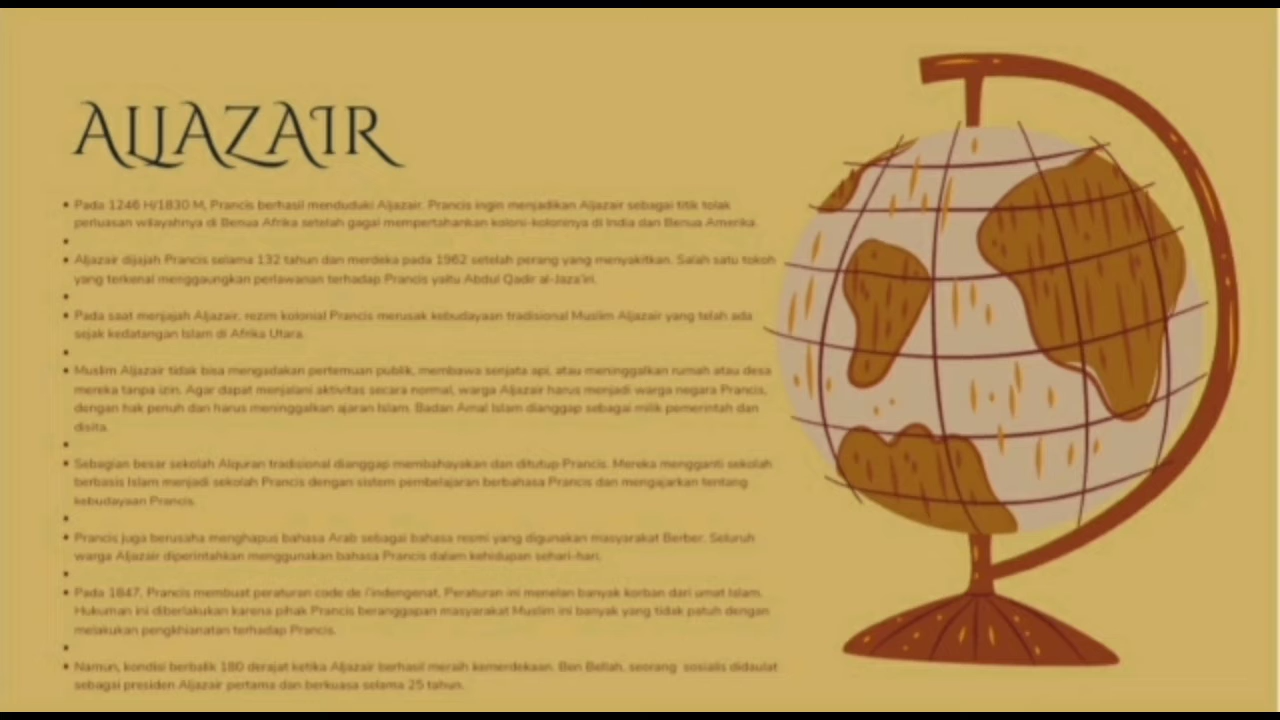 ALJAZAIR
• Pada 1246 H/1830 M, Prancis berhasil menduduki Aljazair. Prancis ingin menjadikan Aljazair sebagai titik tolak
perluasan wilayahnya di Benua Afrika setelah gagal mempertahankan koloni-koloninya di India dan Benua Amerika.
•
• Aljazair dijajah Prancis selama 132 tahun dan merdeka pada 1962 setelah perang yang menyakitkan. Salah satu tokoh
yang terkenal menggaungkan perlawanan terhadap Prancis yaitu Abdul Qadir al-Jaza'iri.
•
• Pada saat menjajah Aljazair, rezim kolonial Prancis merusak kebudayaan tradisional Muslim Aljazair yang telah ada
sejak kedatangan Islam di Afrika Utara.
•
• Muslim Aljazair tidak bisa mengadakan pertemuan publik, membawa senjata api, atau meninggalkan rumah atau desa
mereka tanpa izin. Agar dapat menjalani aktivitas secara normal, warga Aljazair harus menjadi warga negara Prancis,
dengan hak penuh dan harus meninggalkan ajaran Islam. Badan Amal Islam dianggap sebagai milik pemerintah dan
disita.
•
• Sebagian besar sekolah Alquran tradisional dianggap membahayakan dan ditutup Prancis. Mereka mengganti sekolah
berbasis Islam menjadi sekolah Prancis dengan sistem pembelajaran berbahasa Prancis dan mengajarkan tentang
kebudayaan Prancis.
•
• Prancis juga berusaha menghapus bahasa Arab sebagai bahasa resmi yang digunakan masyarakat Berber. Seluruh
warga Aljazair diperintahkan menggunakan bahasa Prancis dalam kehidupan sehari-hari.
•
• Pada 1847, Prancis membuat peraturan code de l'indengenat. Peraturan ini menelan banyak korban dari umat Islam.
Hukuman ini diberlakukan karena pihak Prancis beranggapan masyarakat Muslim ini banyak yang tidak patuh dengan
melakukan pengkhianatan terhadap Prancis.
•
• Namun, kondisi berbalik 180 derajat ketika Aljazair berhasil meraih kemerdekaan. Ben Bellah, seorang sosialis didaulat
sebagai presiden Aljazair pertama dan berkuasa selama 25 tahun.